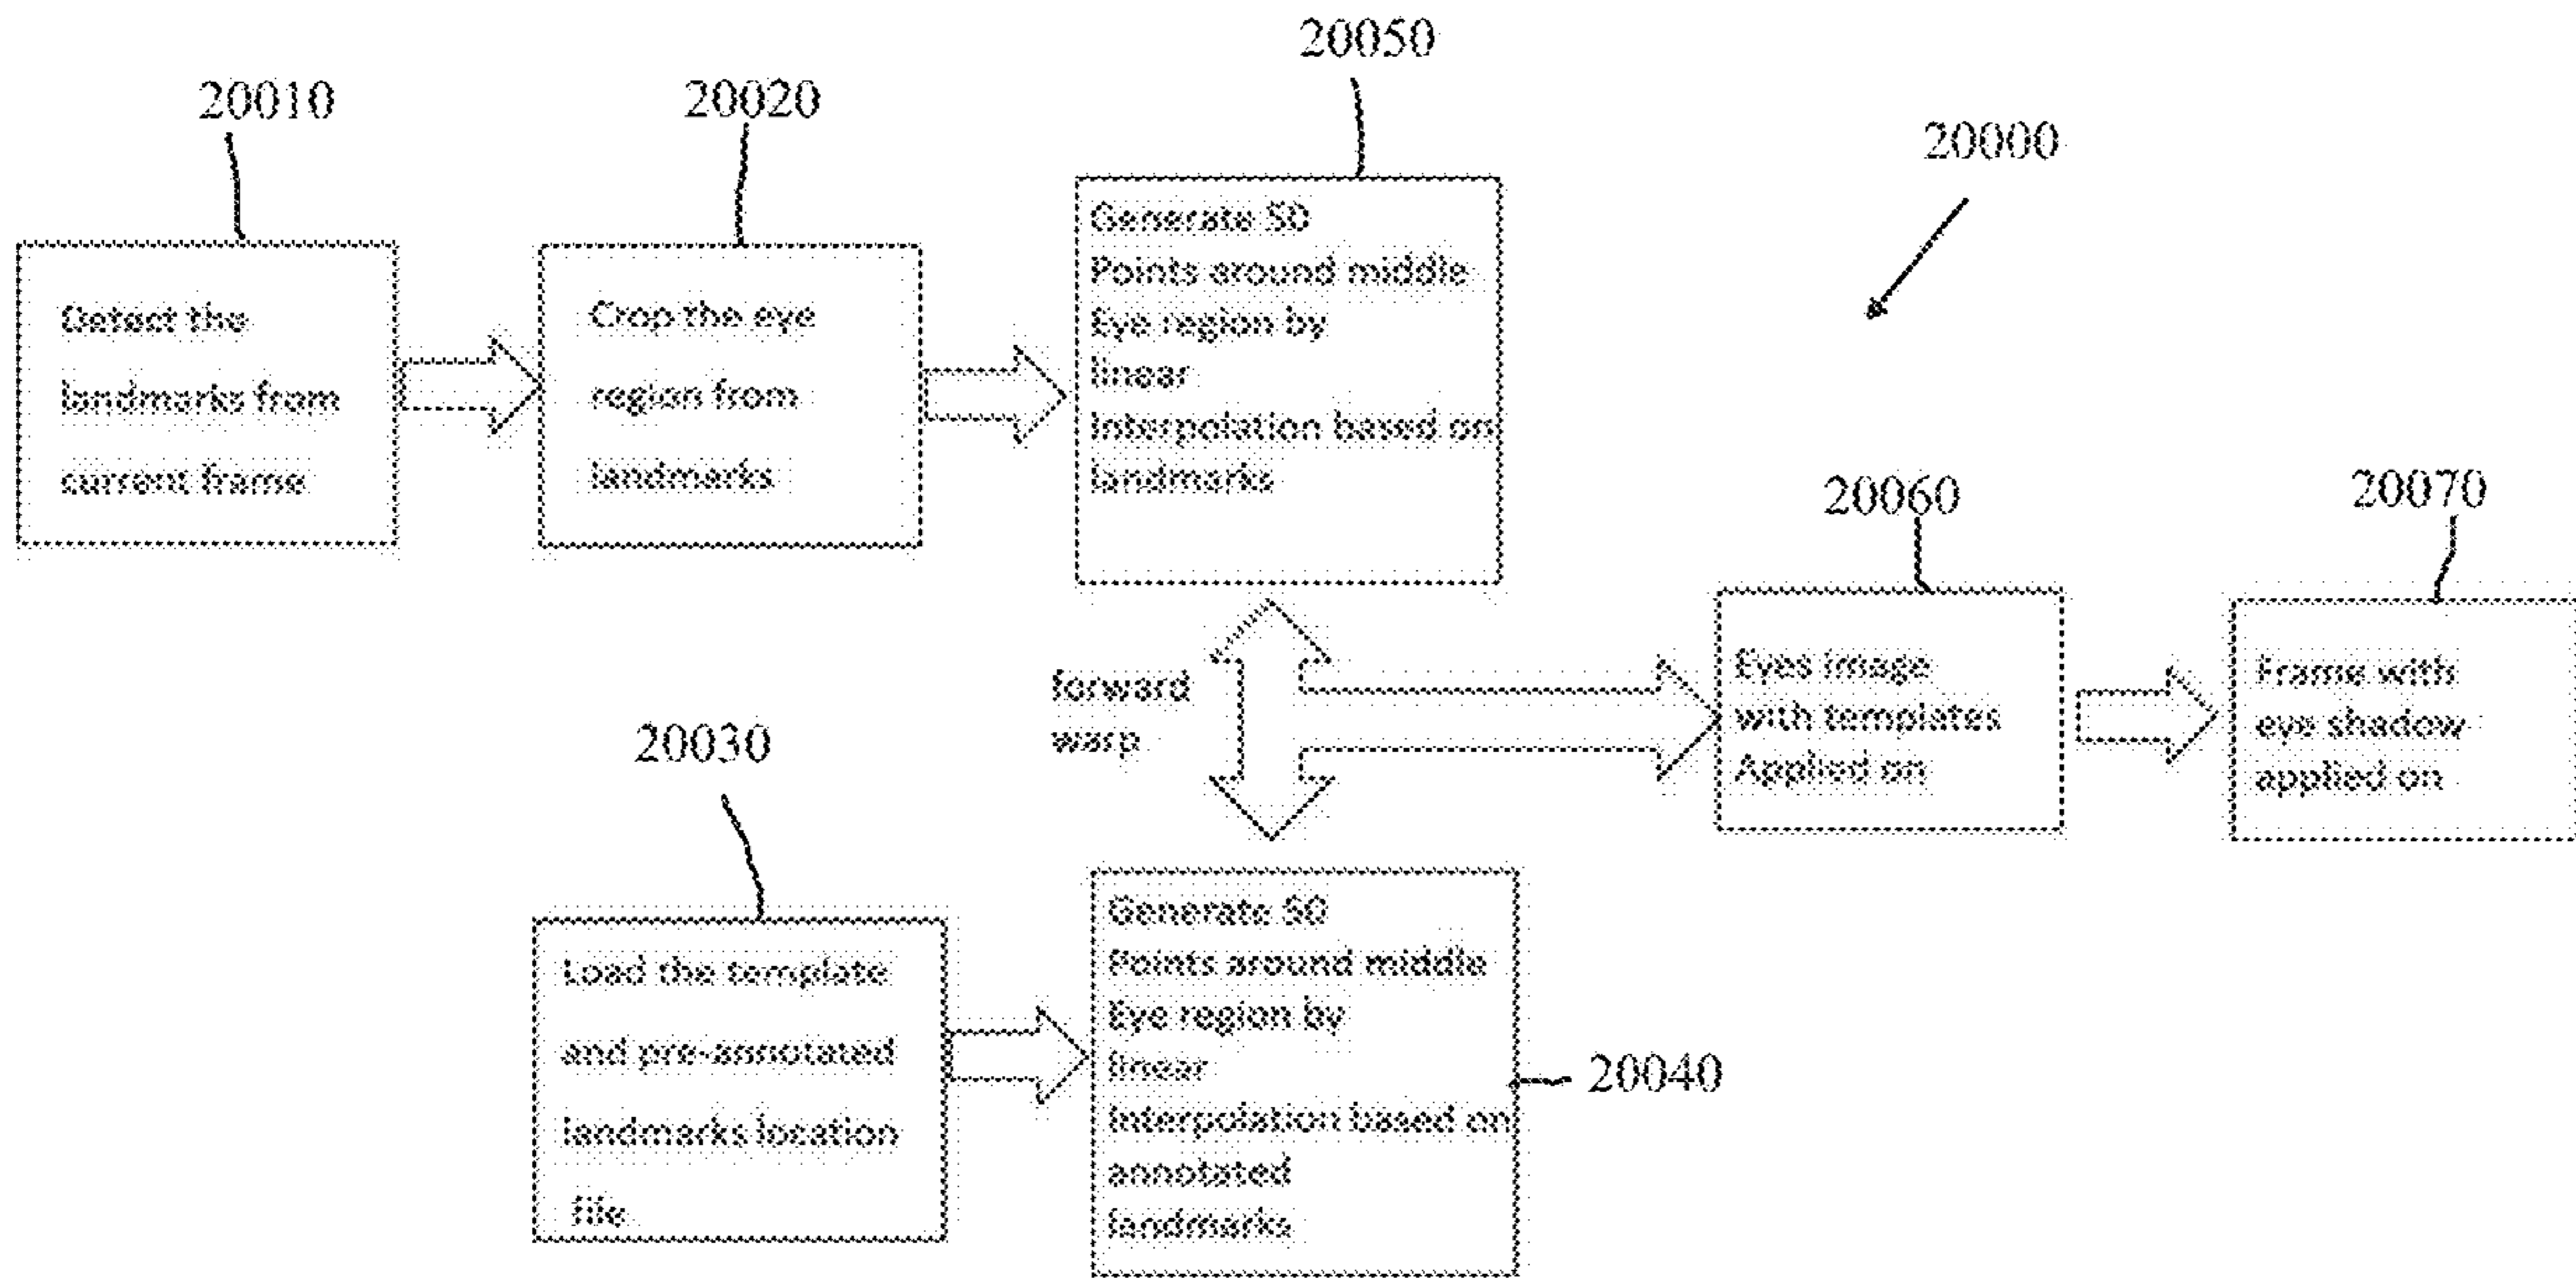 20010
Detect the
landmarks from
current frame
20020
Crop the eye
region from
landmarks
20050
Generate 50
Points around middle
Eye region by
linear
Interpolation based on
landmarks
20000
forward
warp
20060
Eyes image
with templates
Applied on
20070
Frame with
eye shadow
applied on
20030
Load the template
and pre-annotated
landmarks location
file
Generate 50
Points around middle
Eye region by
linear
Interpolation based on
annotated
landmarks
20040